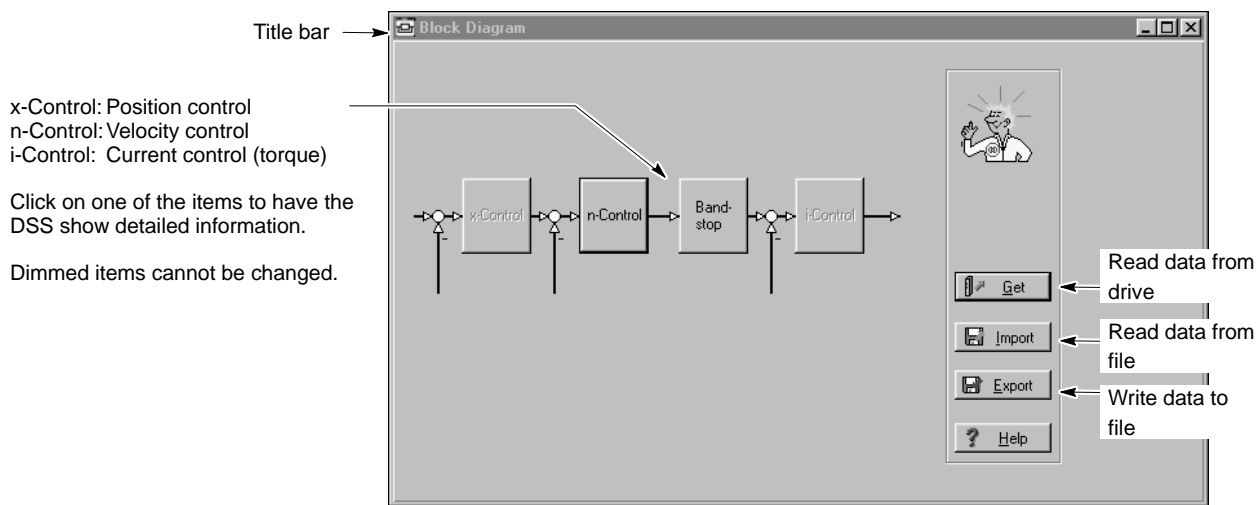 Title bar
Block Diagram
x-Control: Position control
n-Control: Velocity control
i-Control: Current control (torque)
Click on one of the items to have the
DSS show detailed information.
Dimmed items cannot be changed.
x-Control
n-Control
Band-
stop
i-Control
-
-
-
Get
Import
Export
Help
Read data from
drive
Read data from
file
Write data to
file